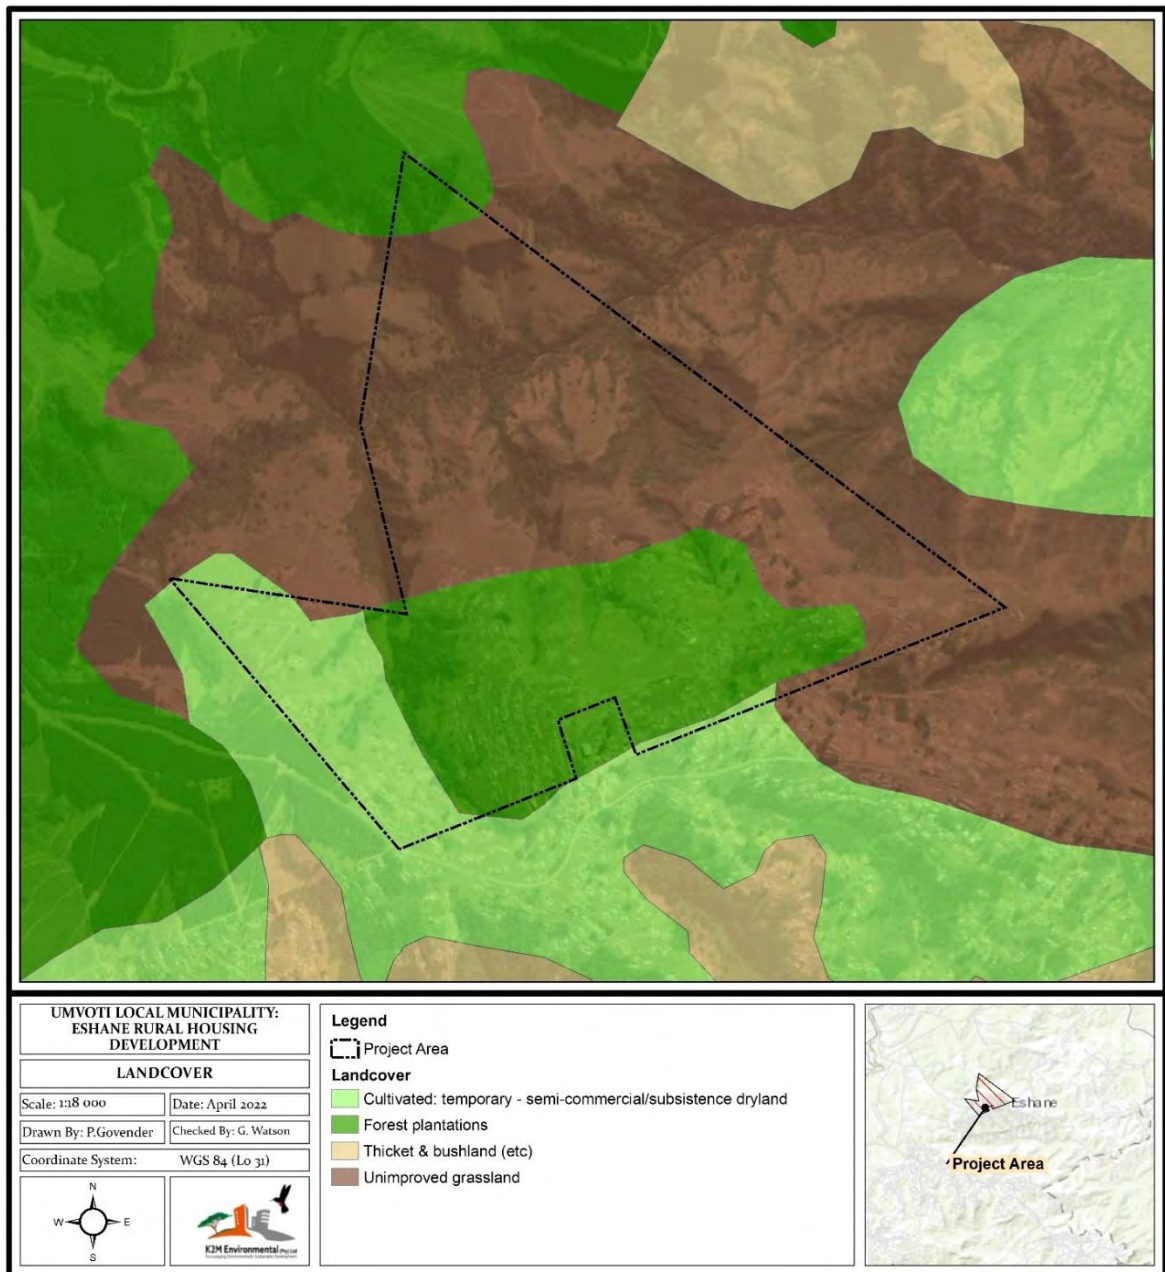 UMVOTI LOCAL MUNICIPALITY:
ESHANE RURAL HOUSING
DEVELOPMENT
LANDCOVER
Scale: 1:18 000
Date: April 2022
Drawn By: P.Govender
Checked By: G. Watson
Coordinate System: WGS 84 (Lo 31)
N
W E
S
K2M Environmental (Pty) Ltd
Legend
Project Area
Landcover
Cultivated: temporary - semi-commercial/subsistence dryland
Forest plantations
Thicket & bushland (etc)
Unimproved grassland
Eshane
Project Area